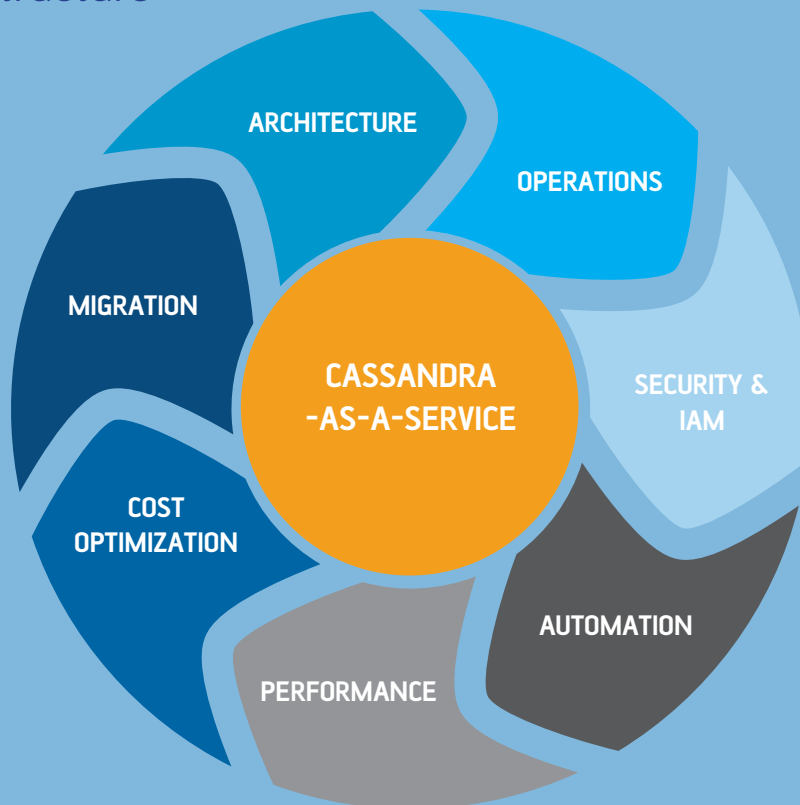 ARCHITECTURE
OPERATIONS
MIGRATION
SECURITY &
IAM
CASSANDRA
-AS-A-SERVICE
COST
OPTIMIZATION
AUTOMATION
PERFORMANCE